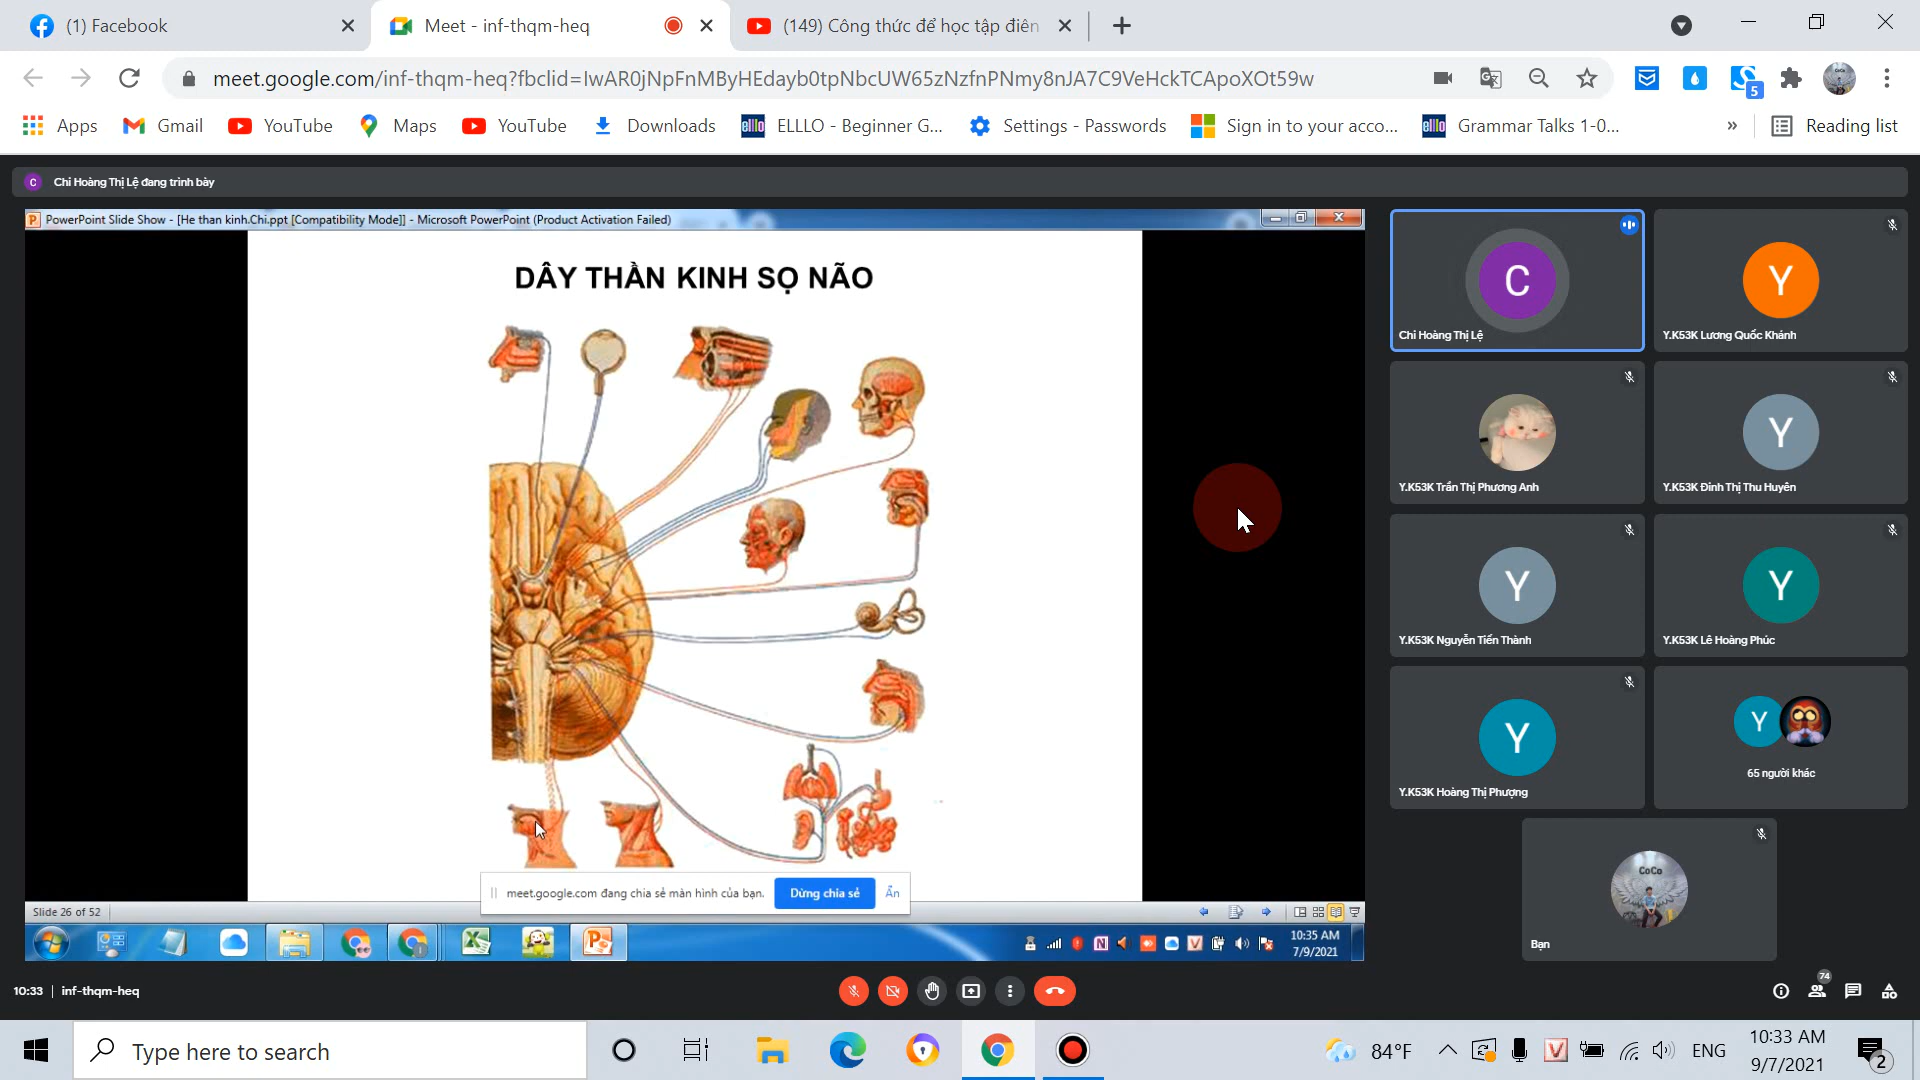 (1) Facebook
Meet - inf-thqm-heq
(149) Công thức để học tập điên
meet.google.com/inf-thqm-heq?fbclid=IwAR0jNpFnMByHEdayb0tpNbcUW65zNzfnPNmy8nJA7C9VeHckTCApoXOt59w
5
Apps
Gmail
YouTube
Maps
YouTube
Downloads
elllo
ELLLO - Beginner G...
Settings - Passwords
Sign in to your acco...
elllo
Grammar Talks 1-0...
»
Reading list
C
Chi Hoàng Thị Lệ đang trình bày
PowerPoint Slide Show - [He than kinh.Chi.ppt [Compatibility Mode]] - Microsoft PowerPoint (Product Activation Failed)
DÂY THẦN KINH SỌ NÃO
meet.google.com đang chia sẻ màn hình của bạn.
Dừng chia sẻ
Ẩn
Slide 26 of 52
10:35 AM
7/9/2021
C
Chi Hoàng Thị Lệ
Y
Y.K53K Lương Quốc Khánh
Y.K53K Trần Thị Phương Anh
Y
Y.K53K Đinh Thị Thu Huyên
Y
Y.K53K Nguyễn Tiến Thành
Y
Y.K53K Lê Hoàng Phúc
Y
Y.K53K Hoàng Thị Phượng
Y
65 người khác
CoCo
Bạn
10:33 | inf-thqm-heq
74
Type here to search
84°F
ENG
10:33 AM
9/7/2021
2